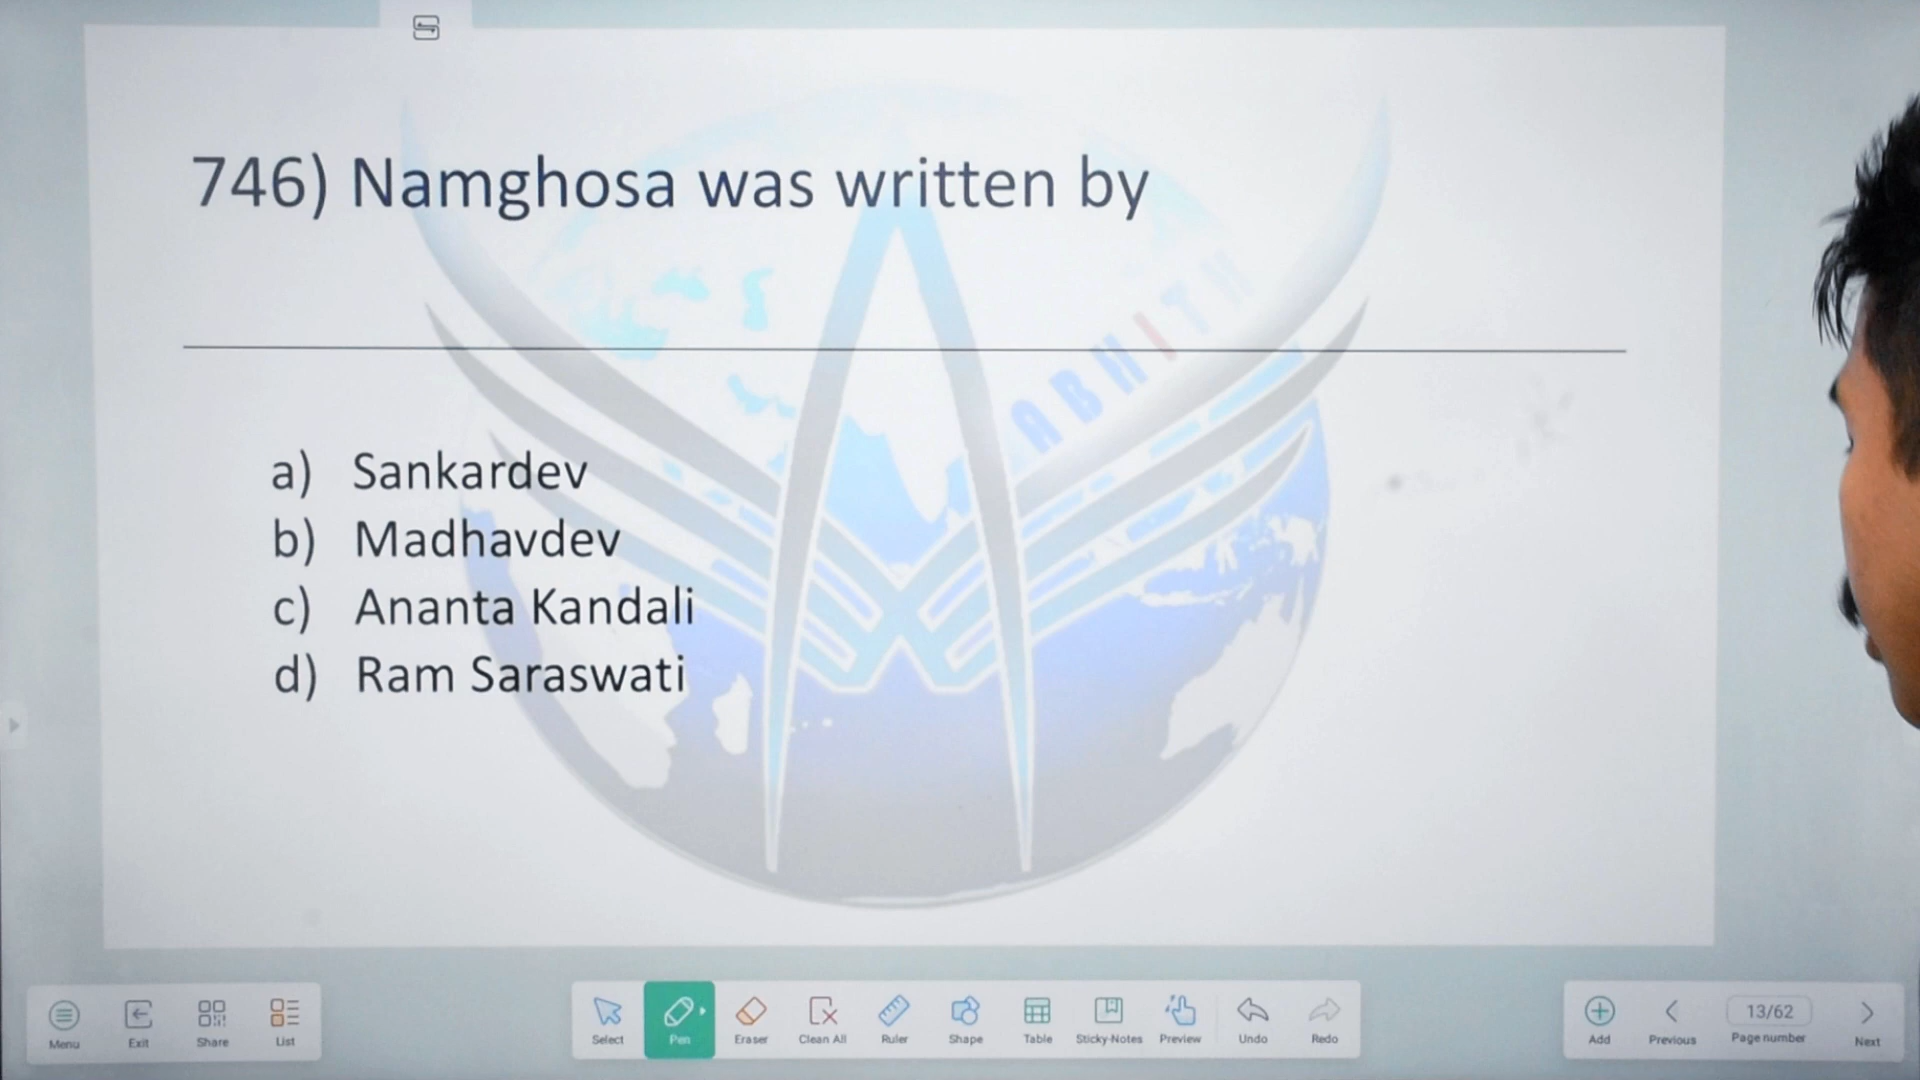 746) Namghosa was written by
ABHITH
a) Sankardev
b) Madhavdev
c) Ananta Kandali
d) Ram Saraswati
Menu
Exit
Share
List
Select
Pen
Eraser
Clean All
Ruler
Shape
Table
Sticky-Notes
Preview
Undo
Redo
Add
Previous
13/62
Page number
Next